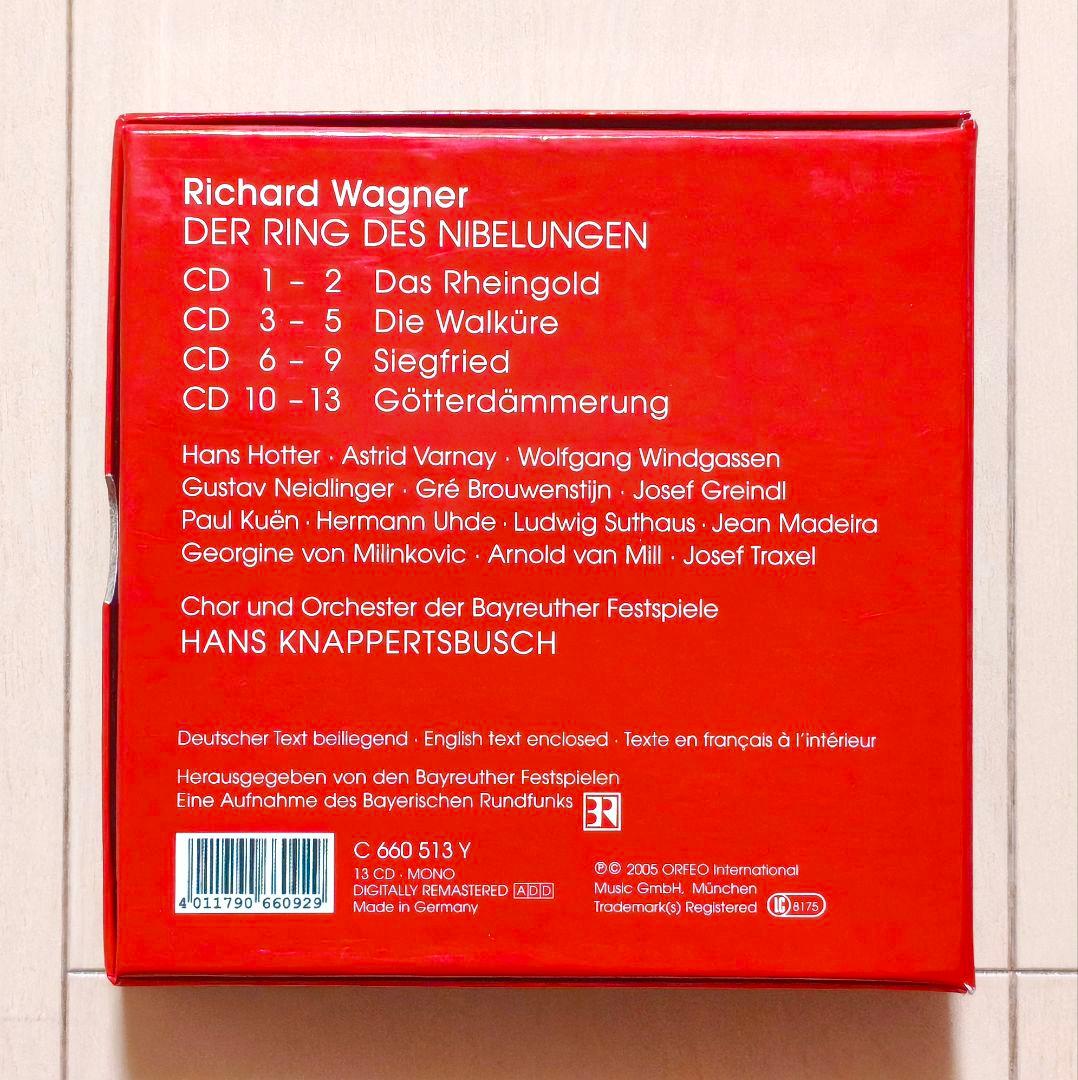 Richard Wagner
DER RING DES NIBELUNGEN
CD 1 – 2 Das Rheingold
CD 3 – 5 Die Walküre
CD 6 – 9 Siegfried
CD 10 – 13 Götterdämmerung
Hans Hotter · Astrid Varnay · Wolfgang Windgassen
Gustav Neidlinger · Gré Brouwenstijn · Josef Greindl
Paul Kuën · Hermann Uhde · Ludwig Suthaus · Jean Madeira
Georgine von Milinkovic · Arnold van Mill · Josef Traxel
Chor und Orchester der Bayreuther Festspiele
HANS KNAPPERTSBUSCH
Deutscher Text beiliegend · English text enclosed · Texte en français à l'intérieur
Herausgegeben von den Bayreuther Festspielen
Eine Aufnahme des Bayerischen Rundfunks BR
4 011790 660929
C 660 513 Y
13 CD · MONO
DIGITALLY REMASTERED ADD
Made in Germany
℗© 2005 ORFEO International
Music GmbH, München
Trademark(s) Registered LC 8175